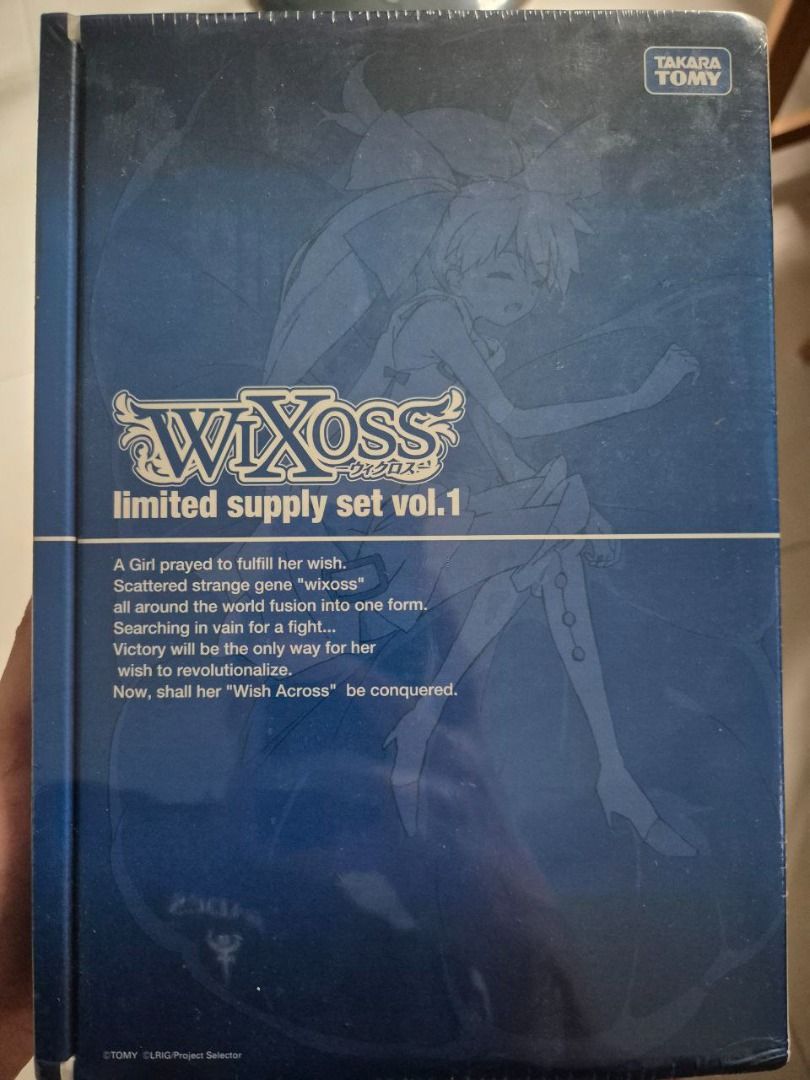 TAKARA
TOMY
WIXOSS
-ウィクロス-
limited supply set vol.1
A Girl prayed to fulfill her wish.
Scattered strange gene "wixoss"
all around the world fusion into one form.
Searching in vain for a fight...
Victory will be the only way for her
wish to revolutionalize.
Now, shall her "Wish Across" be conquered.
©TOMY ©LRIG/Project Selector